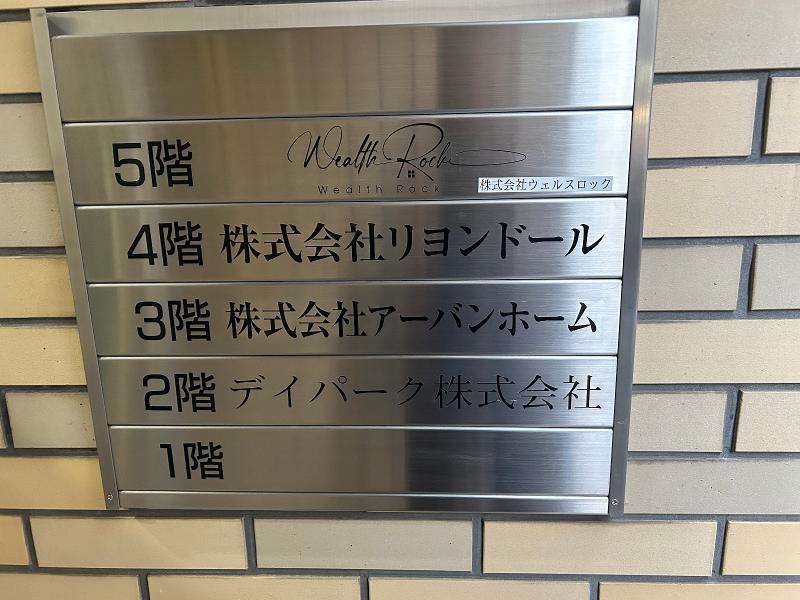 5階 Wealth Rock
Wealth Rock
株式会社ウェルスロック
4階 株式会社リヨンドール
3階 株式会社アーバンホーム
2階 デイパーク株式会社
1階